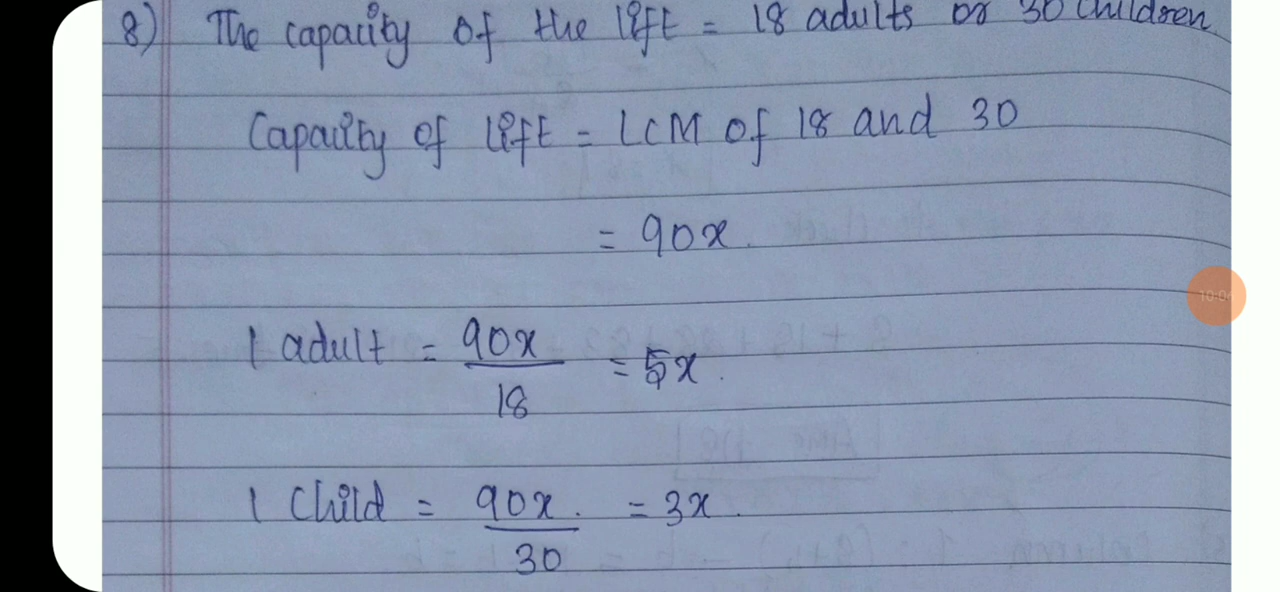 8) The capacity of the lift = 18 adults or 30 children
Capacity of lift = LCM of 18 and 30
= 90x.
1 adult = 90x / 18 = 5x.
1 Child = 90x. / 30 = 3x.